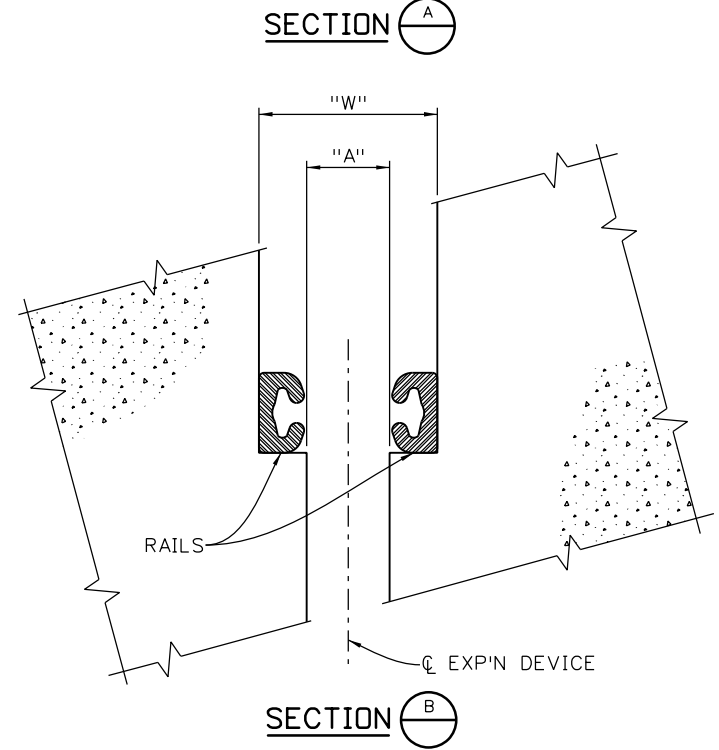 SECTION A
"W"
"A"
RAILS
℄ EXP'N DEVICE
SECTION B